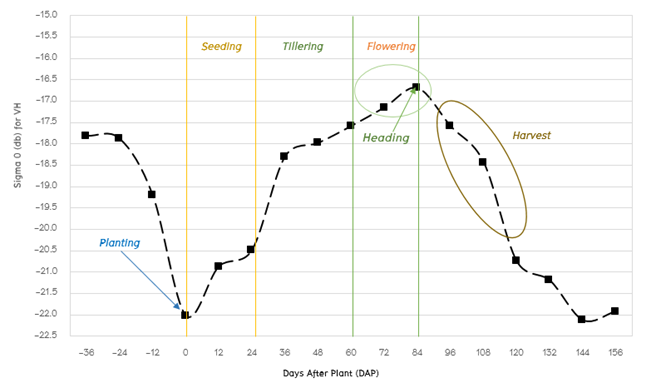 −15.0
−15.5
−16.0
−16.5
−17.0
−17.5
−18.0
−18.5
−19.0
−19.5
−20.0
−20.5
−21.0
−21.5
−22.0
−22.5
Sigma 0 (db) for VH
Seeding
Tillering
Flowering
Heading
Harvest
Planting
−36 −24 −12 0 12 24 36 48 60 72 84 96 108 120 132 144 156
Days After Plant (DAP)